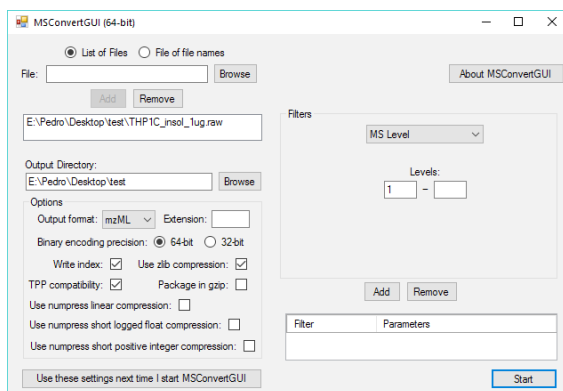 MSConvertGUI (64-bit)
List of Files File of file names
File: Browse
About MSConvertGUI
Add Remove
E:\Pedro\Desktop\test\THP1C_insol_1ug.raw
Filters
MS Level
Levels:
1 -
Output Directory:
E:\Pedro\Desktop\test Browse
Options
Output format: mzML Extension:
Binary encoding precision: 64-bit 32-bit
Write index: Use zlib compression:
TPP compatibility: Package in gzip:
Use numpress linear compression:
Use numpress short logged float compression:
Use numpress short positive integer compression:
Add Remove
Filter Parameters
Use these settings next time I start MSConvertGUI
Start